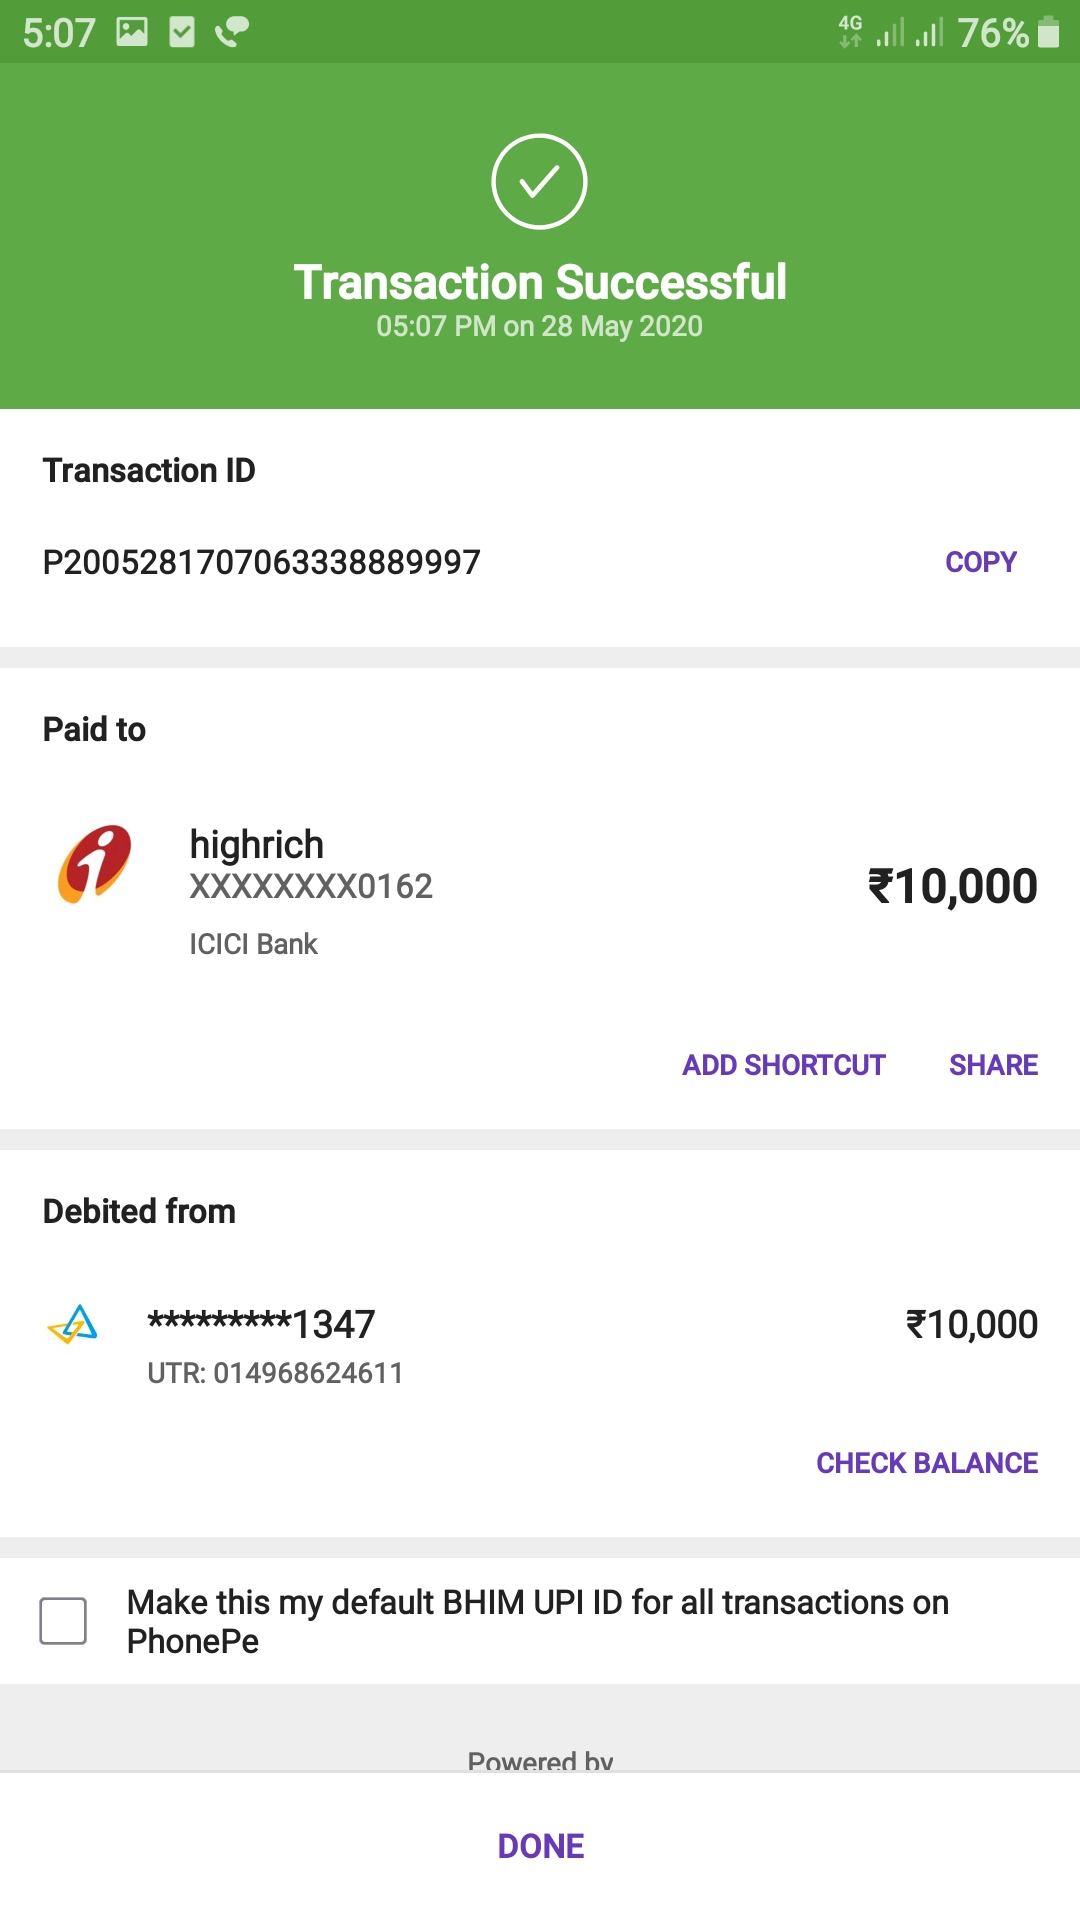 5:07 4G 76%
Transaction Successful
05:07 PM on 28 May 2020
Transaction ID
P2005281707063338889997 COPY
Paid to
highrich
XXXXXXXX0162 ₹10,000
ICICI Bank
ADD SHORTCUT SHARE
Debited from
*********1347 ₹10,000
UTR: 014968624611
CHECK BALANCE
Make this my default BHIM UPI ID for all transactions on
PhonePe
Powered by
DONE